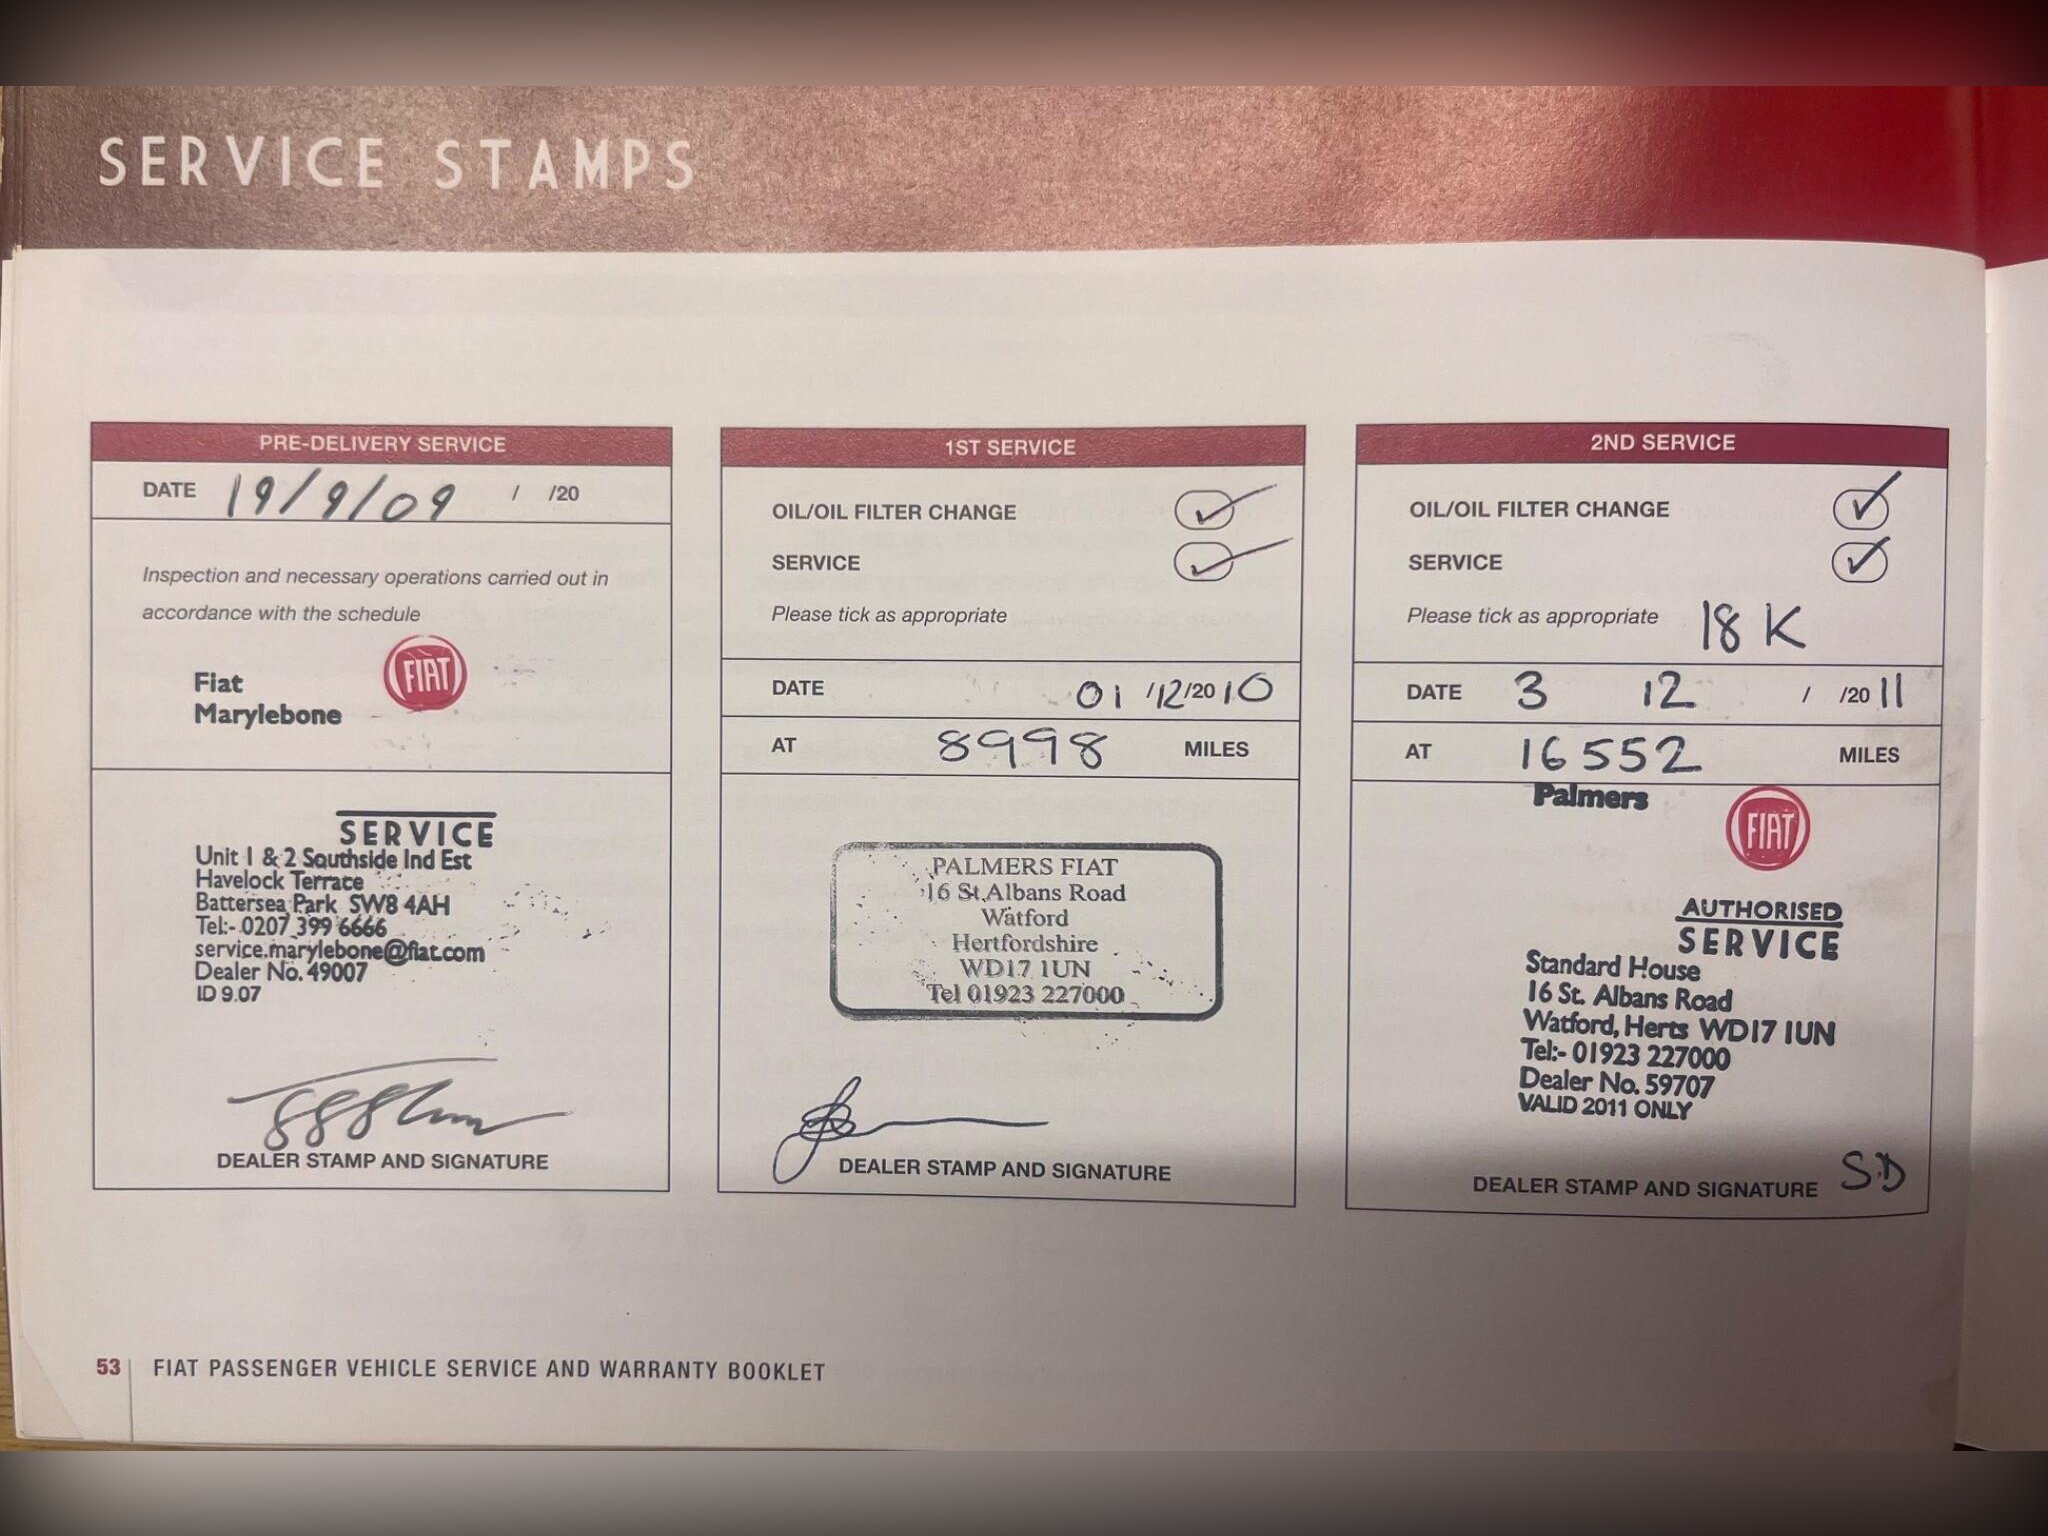 SERVICE STAMPS
PRE-DELIVERY SERVICE
DATE 19/9/09 / /20
Inspection and necessary operations carried out in
accordance with the schedule
Fiat
Marylebone
FIAT
SERVICE
Unit 1 & 2 Southside Ind Est
Havelock Terrace
Battersea Park SW8 4AH
Tel:- 0207 399 6666
service.marylebone@fiat.com
Dealer No. 49007
ID 9.07
DEALER STAMP AND SIGNATURE
1ST SERVICE
OIL/OIL FILTER CHANGE
SERVICE
Please tick as appropriate
DATE 01 /12/20 10
AT 8998 MILES
PALMERS FIAT
16 St.Albans Road
Watford
Hertfordshire
WD17 1UN
Tel 01923 227000
DEALER STAMP AND SIGNATURE
2ND SERVICE
OIL/OIL FILTER CHANGE
SERVICE
Please tick as appropriate 18 K
DATE 3 12 / /20 11
AT 16552 MILES
Palmers
FIAT
AUTHORISED
SERVICE
Standard House
16 St. Albans Road
Watford, Herts WD17 1UN
Tel:- 01923 227000
Dealer No. 59707
VALID 2011 ONLY
DEALER STAMP AND SIGNATURE S.D
53 FIAT PASSENGER VEHICLE SERVICE AND WARRANTY BOOKLET